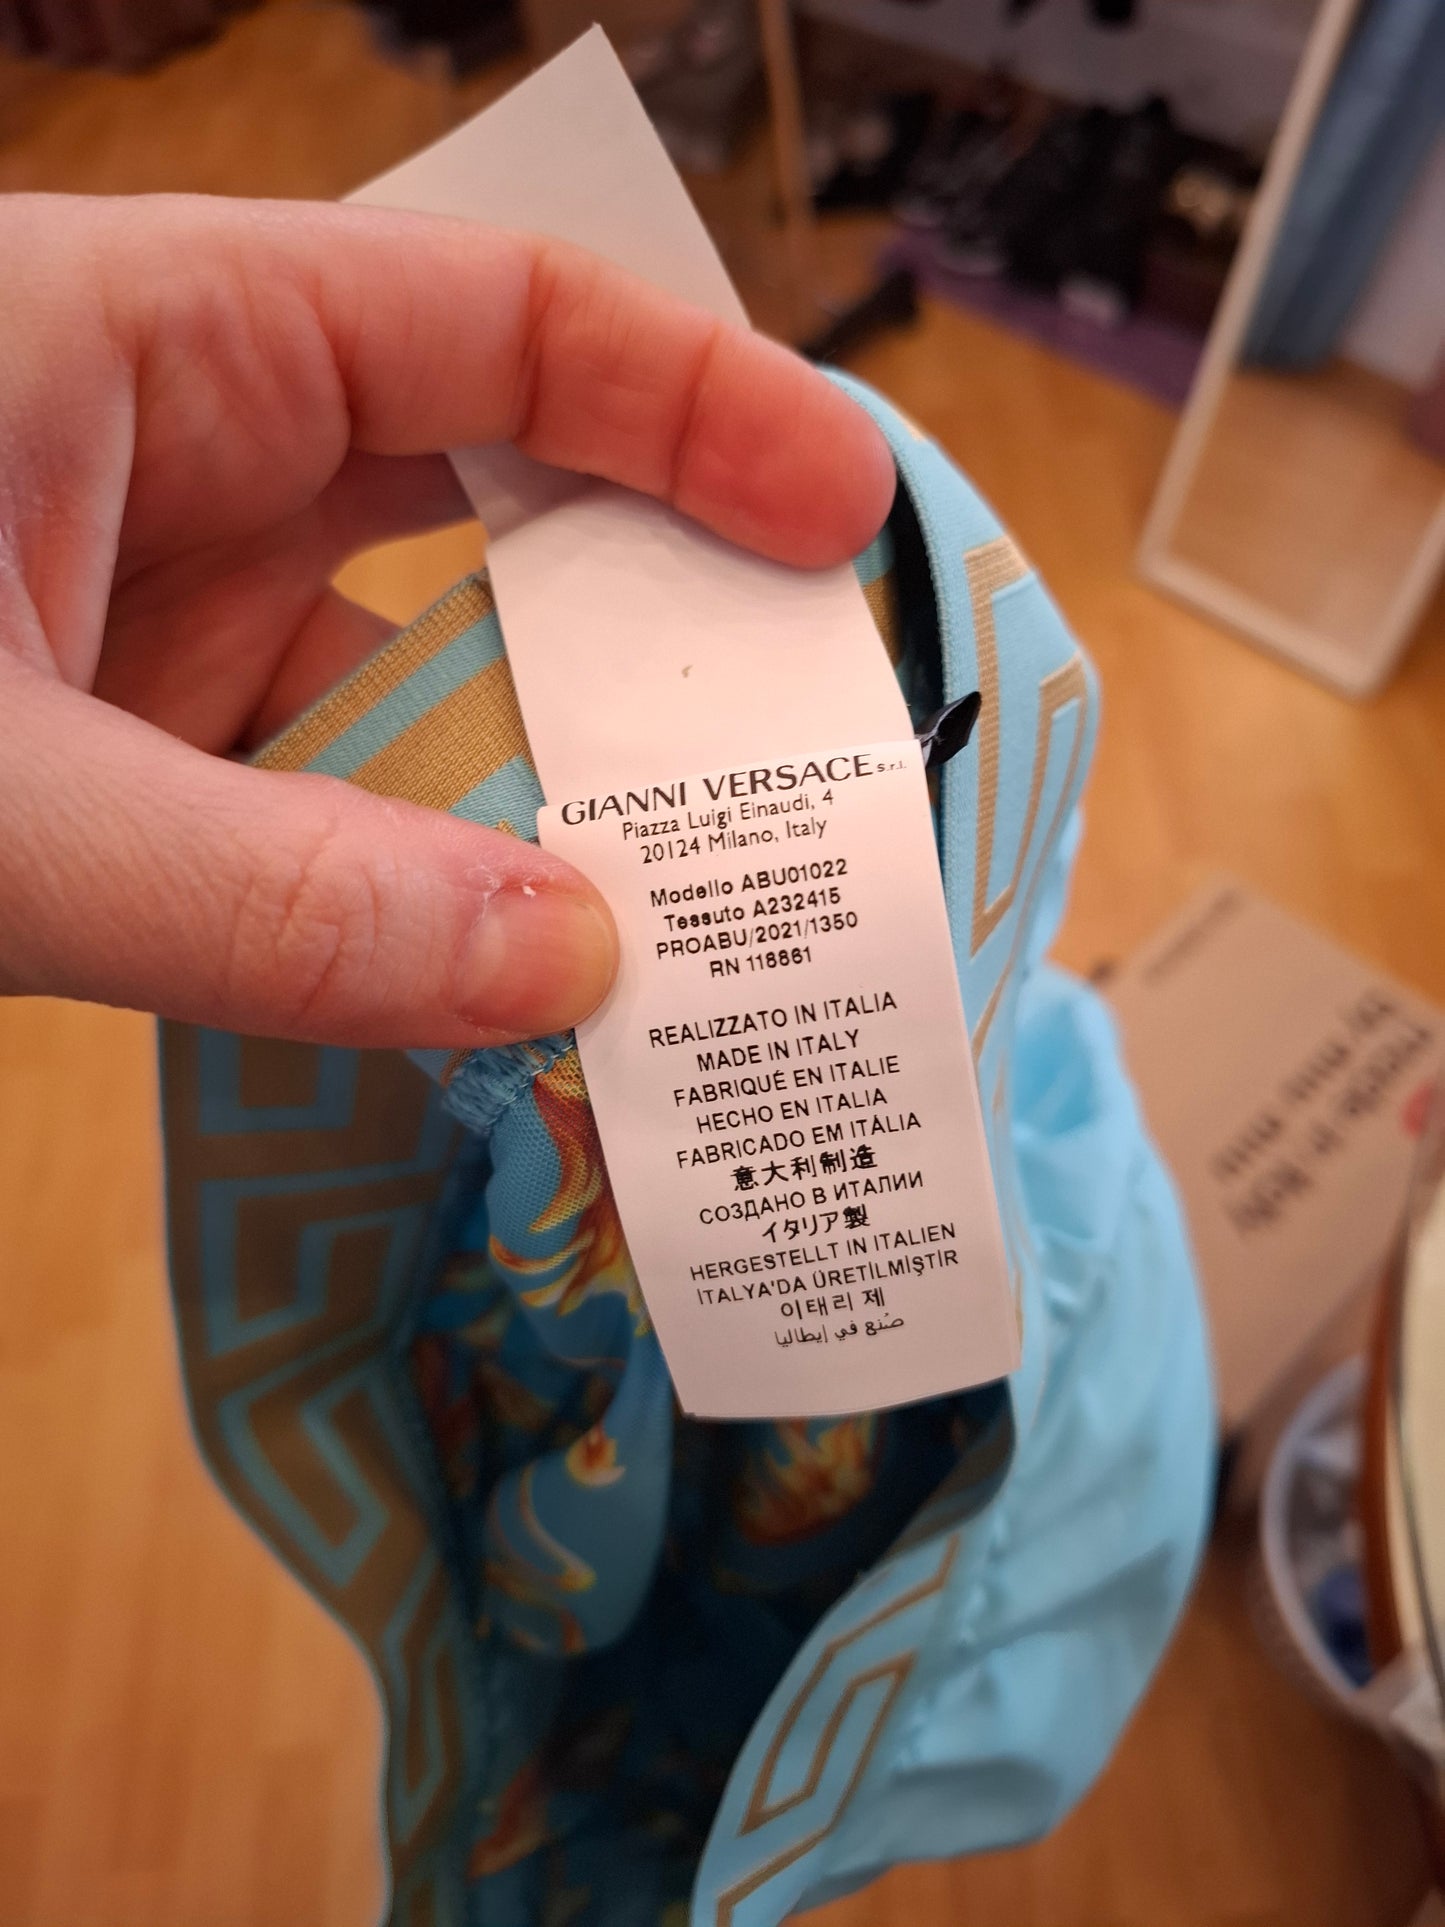 GIANNI VERSACE s.r.l.
Piazza Luigi Einaudi, 4
20124 Milano, Italy
Modello ABU01022
Tessuto A232415
PROABU/2021/1350
RN 118861
REALIZZATO IN ITALIA
MADE IN ITALY
FABRIQUÉ EN ITALIE
HECHO EN ITALIA
FABRICADO EM ITÁLIA
意大利制造
СОЗДАНО В ИТАЛИИ
イタリア製
HERGESTELLT IN ITALIEN
İTALYA'DA ÜRETİLMİŞTİR
이태리 제
صُنع في إيطاليا